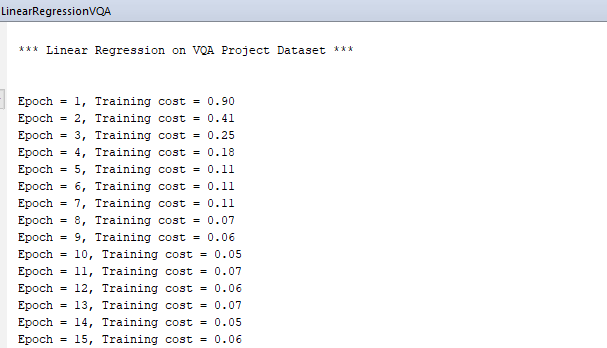 LinearRegressionVQA
*** Linear Regression on VQA Project Dataset ***
Epoch = 1, Training cost = 0.90
Epoch = 2, Training cost = 0.41
Epoch = 3, Training cost = 0.25
Epoch = 4, Training cost = 0.18
Epoch = 5, Training cost = 0.11
Epoch = 6, Training cost = 0.11
Epoch = 7, Training cost = 0.11
Epoch = 8, Training cost = 0.07
Epoch = 9, Training cost = 0.06
Epoch = 10, Training cost = 0.05
Epoch = 11, Training cost = 0.07
Epoch = 12, Training cost = 0.06
Epoch = 13, Training cost = 0.07
Epoch = 14, Training cost = 0.05
Epoch = 15, Training cost = 0.06